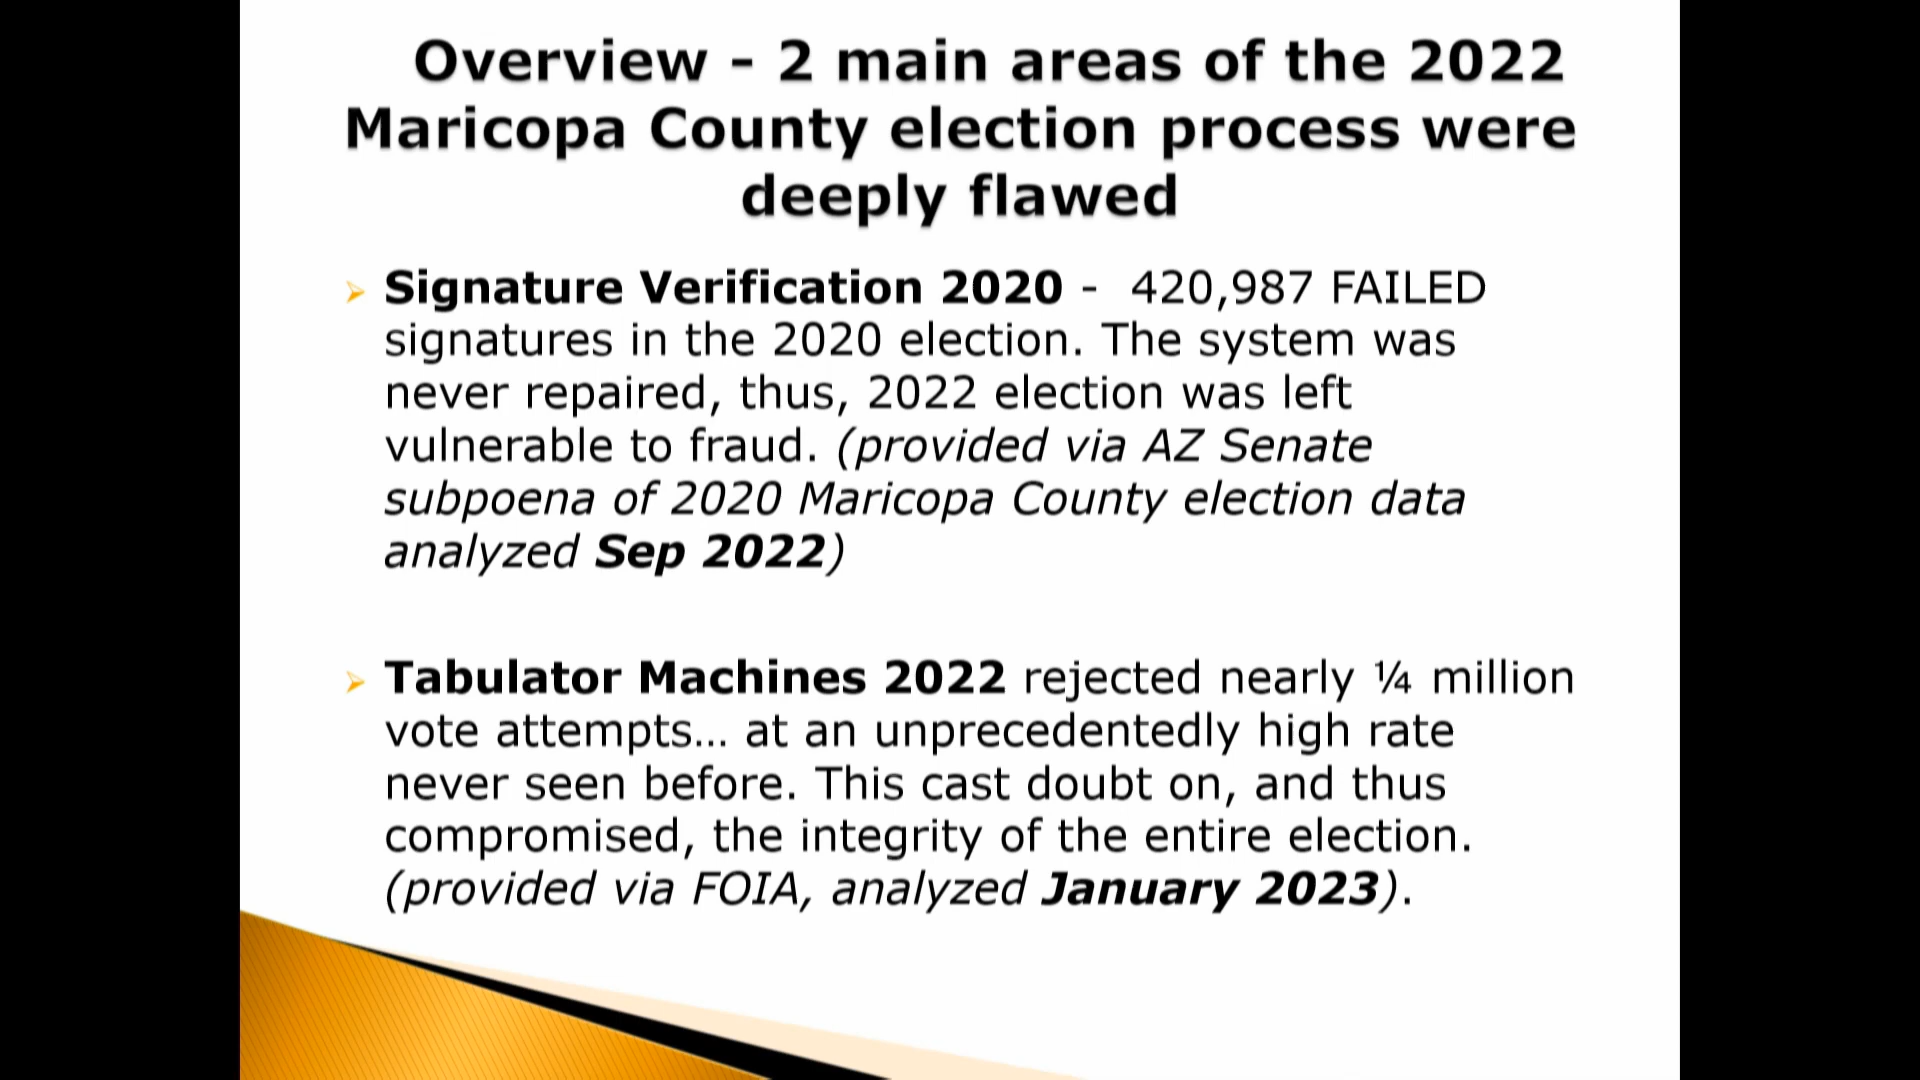 Overview - 2 main areas of the 2022
Maricopa County election process were
deeply flawed
Signature Verification 2020 - 420,987 FAILED
signatures in the 2020 election. The system was
never repaired, thus, 2022 election was left
vulnerable to fraud. (provided via AZ Senate
subpoena of 2020 Maricopa County election data
analyzed Sep 2022)
Tabulator Machines 2022 rejected nearly ¼ million
vote attempts... at an unprecedentedly high rate
never seen before. This cast doubt on, and thus
compromised, the integrity of the entire election.
(provided via FOIA, analyzed January 2023).